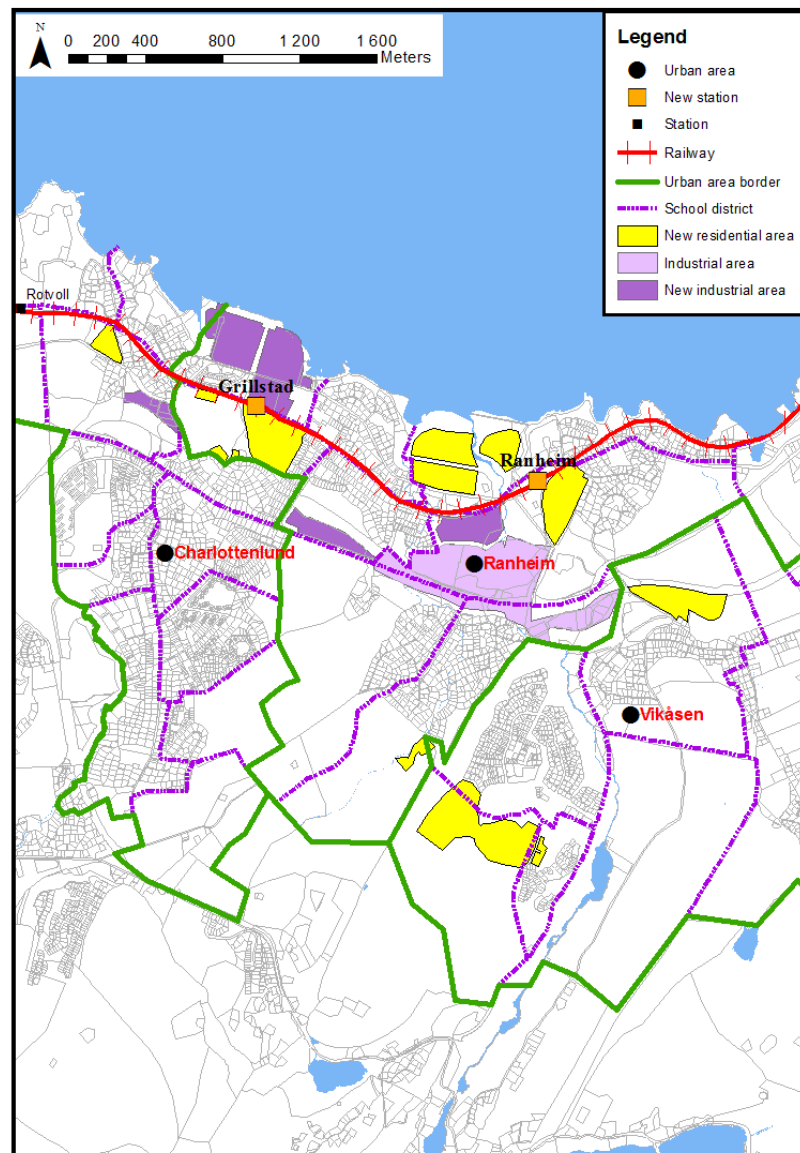 N
0 200 400 800 1 200 1 600
Meters
Legend
Urban area
New station
Station
Railway
Urban area border
School district
New residential area
Industrial area
New industrial area
Rotvoll
Grillstad
Ranheim
Charlottenlund
Ranheim
Vikåsen